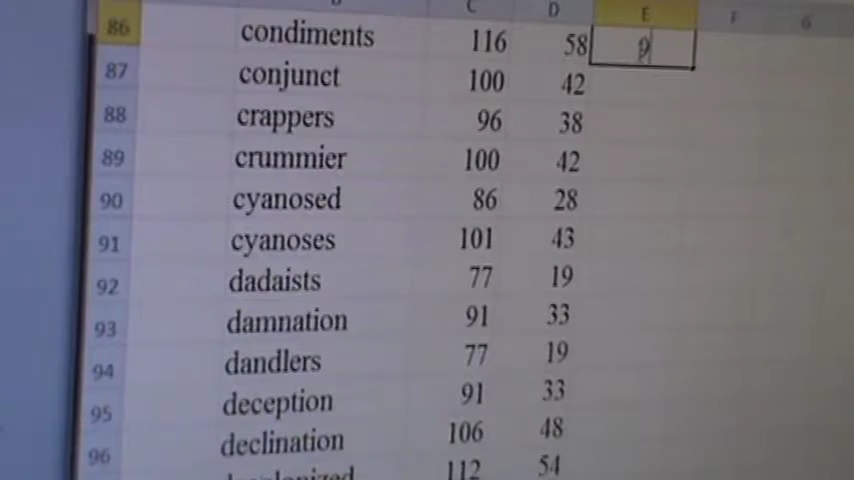 C D E F G
86 condiments 116 58 9
87 conjunct 100 42
88 crappers 96 38
89 crummier 100 42
90 cyanosed 86 28
91 cyanoses 101 43
92 dadaists 77 19
93 damnation 91 33
94 dandlers 77 19
95 deception 91 33
96 declination 106 48
112 54